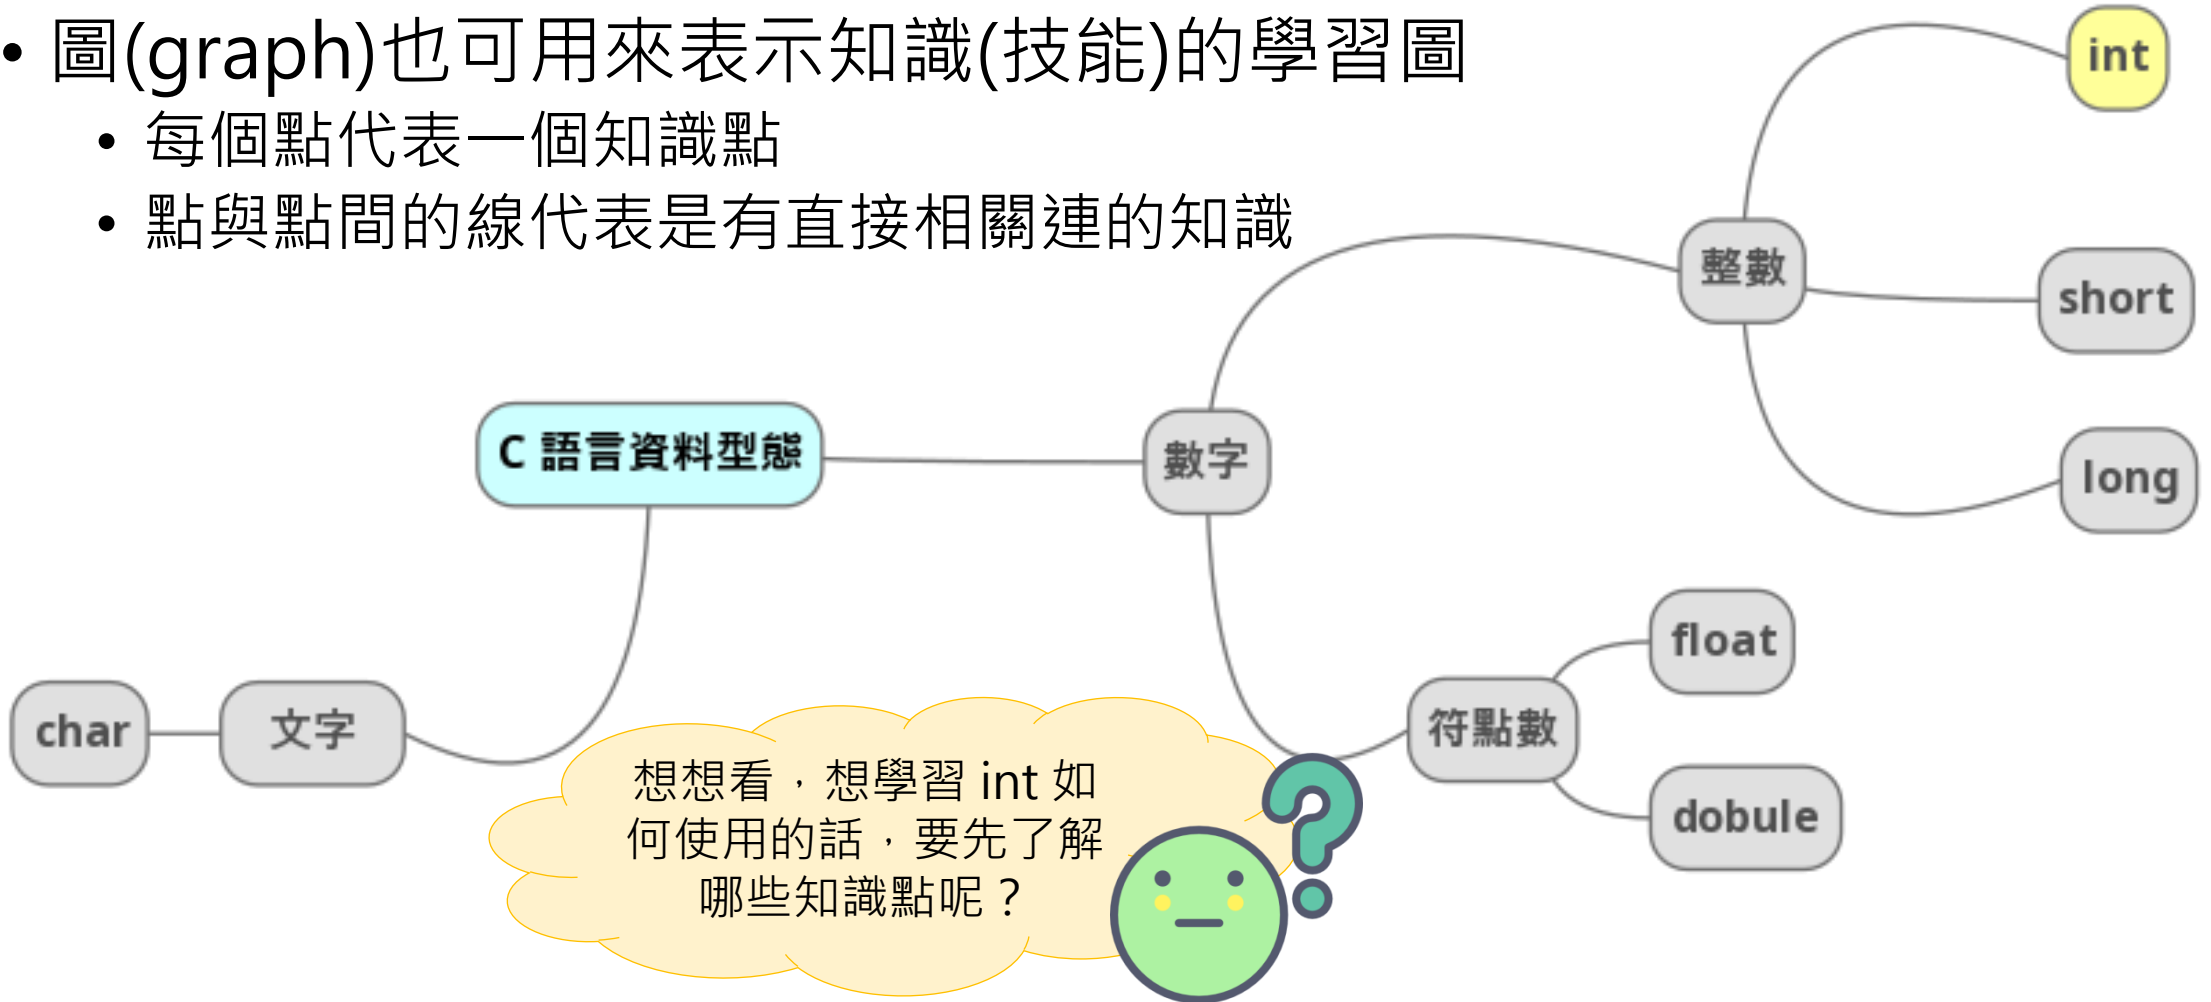 • 圖(graph)也可用來表示知識(技能)的學習圖
• 每個點代表一個知識點
• 點與點間的線代表是有直接相關連的知識
int
整數
short
C 語言資料型態
數字
long
float
char
文字
符點數
dobule
想想看，想學習 int 如
何使用的話，要先了解
哪些知識點呢？